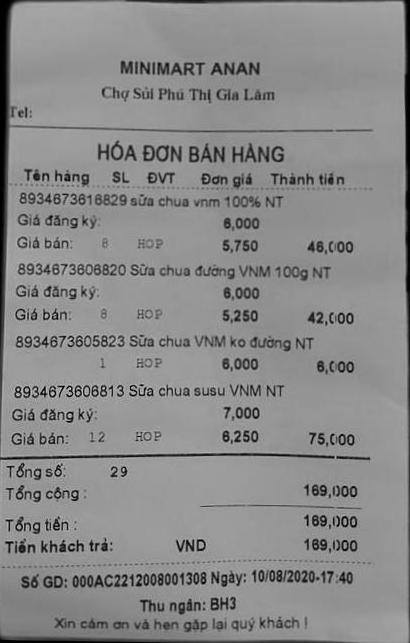 MINIMART ANAN
Chợ Sủi Phú Thị Gia Lâm
Tel:
HÓA ĐƠN BÁN HÀNG
Tên hàng SL ĐVT Đơn giá Thành tiền
8934673616829 sữa chua vnm 100% NT
Giá đăng ký: 6,000
Giá bán: 8 HOP 5,750 46,000
8934673606820 Sữa chua đường VNM 100g NT
Giá đăng ký: 6,000
Giá bán: 8 HOP 5,250 42,000
8934673605823 Sữa chua VNM ko đường NT
1 HOP 6,000 6,000
8934673606813 Sữa chua susu VNM NT
Giá đăng ký: 7,000
Giá bán: 12 HOP 6,250 75,000
Tổng số: 29
Tổng cộng : 169,000
Tổng tiền : 169,000
Tiền khách trả: VND 169,000
Số GD: 000AC2212008001308 Ngày: 10/08/2020-17:40
Thu ngân: BH3
Xin cảm ơn và hẹn gặp lại quý khách !